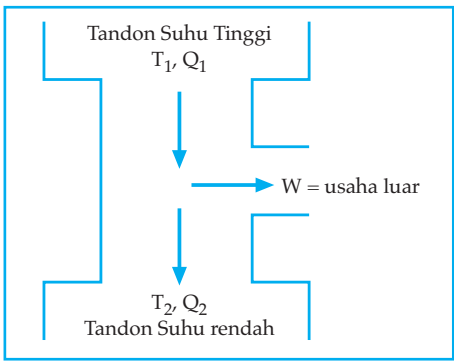 Tandon Suhu Tinggi
T₁, Q₁
W = usaha luar
T₂, Q₂
Tandon Suhu rendah